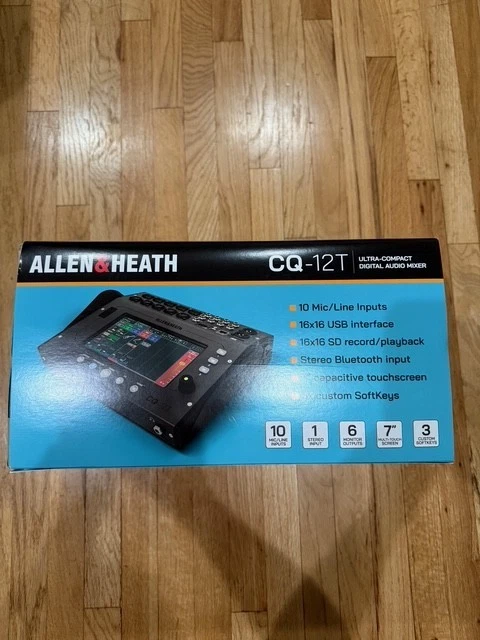 ALLEN&HEATH
CQ-12T
ULTRA-COMPACT
DIGITAL AUDIO MIXER
10 Mic/Line Inputs
16x16 USB interface
16x16 SD record/playback
Stereo Bluetooth input
capacitive touchscreen
custom SoftKeys
10
MIC/LINE
INPUTS
1
STEREO
INPUT
6
MONITOR
OUTPUTS
7"
MULTI-TOUCH
SCREEN
3
CUSTOM
SOFTKEYS